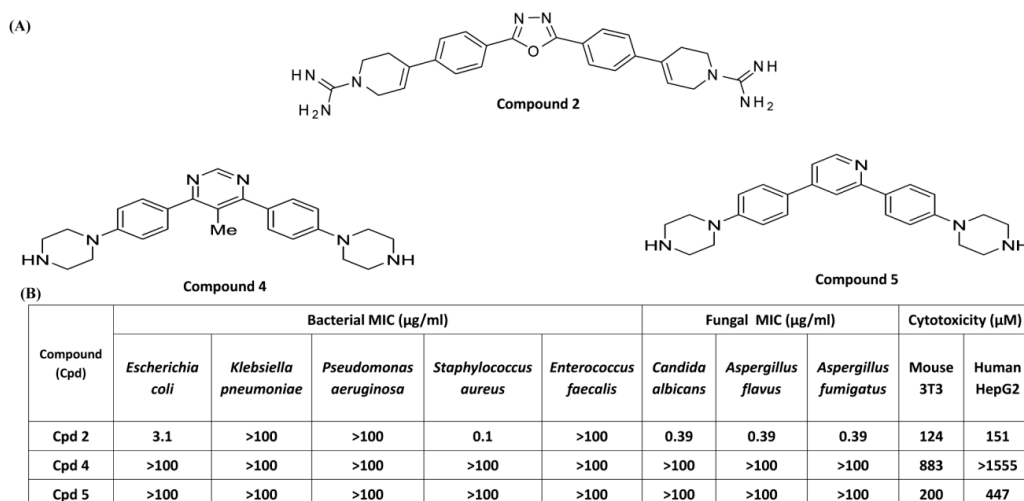 (A)
N N
O
HN
H2N
N
N
NH
NH2
Compound 2
N N
Me
N
HN
N
NH
Compound 4
N
N
HN
N
NH
Compound 5
(B)
Compound (Cpd) Bacterial MIC (µg/ml) Fungal MIC (µg/ml) Cytotoxicity (µM)
Escherichia coli Klebsiella pneumoniae Pseudomonas aeruginosa Staphylococcus aureus Enterococcus faecalis Candida albicans Aspergillus flavus Aspergillus fumigatus Mouse 3T3 Human HepG2
Cpd 2 3.1 >100 >100 0.1 >100 0.39 0.39 0.39 124 151
Cpd 4 >100 >100 >100 >100 >100 >100 >100 >100 883 >1555
Cpd 5 >100 >100 >100 >100 >100 >100 >100 >100 200 447